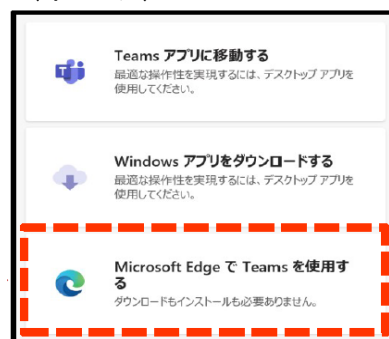 Teams アプリに移動する
最適な操作性を実現するには、デスクトップ アプリを
使用してください。
Windows アプリをダウンロードする
最適な操作性を実現するには、デスクトップ アプリを
使用してください。
Microsoft Edge で Teams を使用す
る
ダウンロードもインストールも必要ありません。